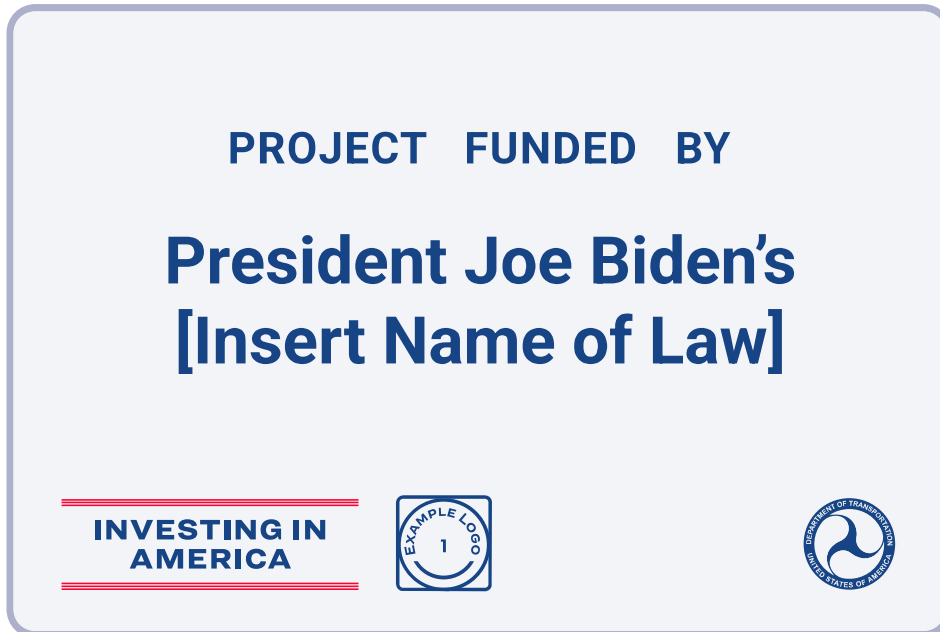 PROJECT FUNDED BY
President Joe Biden’s
[Insert Name of Law]
INVESTING IN
AMERICA
EXAMPLE LOGO
1
DEPARTMENT OF TRANSPORTATION
UNITED STATES OF AMERICA